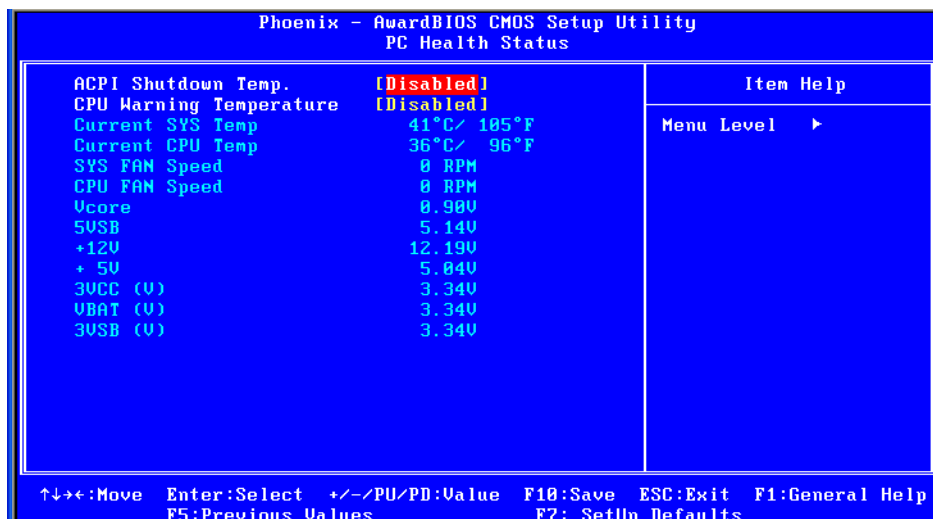 Phoenix - AwardBIOS CMOS Setup Utility
PC Health Status
ACPI Shutdown Temp. [Disabled]
CPU Warning Temperature [Disabled]
Current SYS Temp 41°C/ 105°F
Current CPU Temp 36°C/ 96°F
SYS FAN Speed 0 RPM
CPU FAN Speed 0 RPM
Vcore 0.90V
5VSB 5.14V
+12V 12.19V
+ 5V 5.04V
3VCC (V) 3.34V
VBAT (V) 3.34V
3VSB (V) 3.34V
Item Help
Menu Level ▶
↑↓→←:Move Enter:Select +/-/PU/PD:Value F10:Save ESC:Exit F1:General Help
F5:Previous Values F7: SetUp Defaults